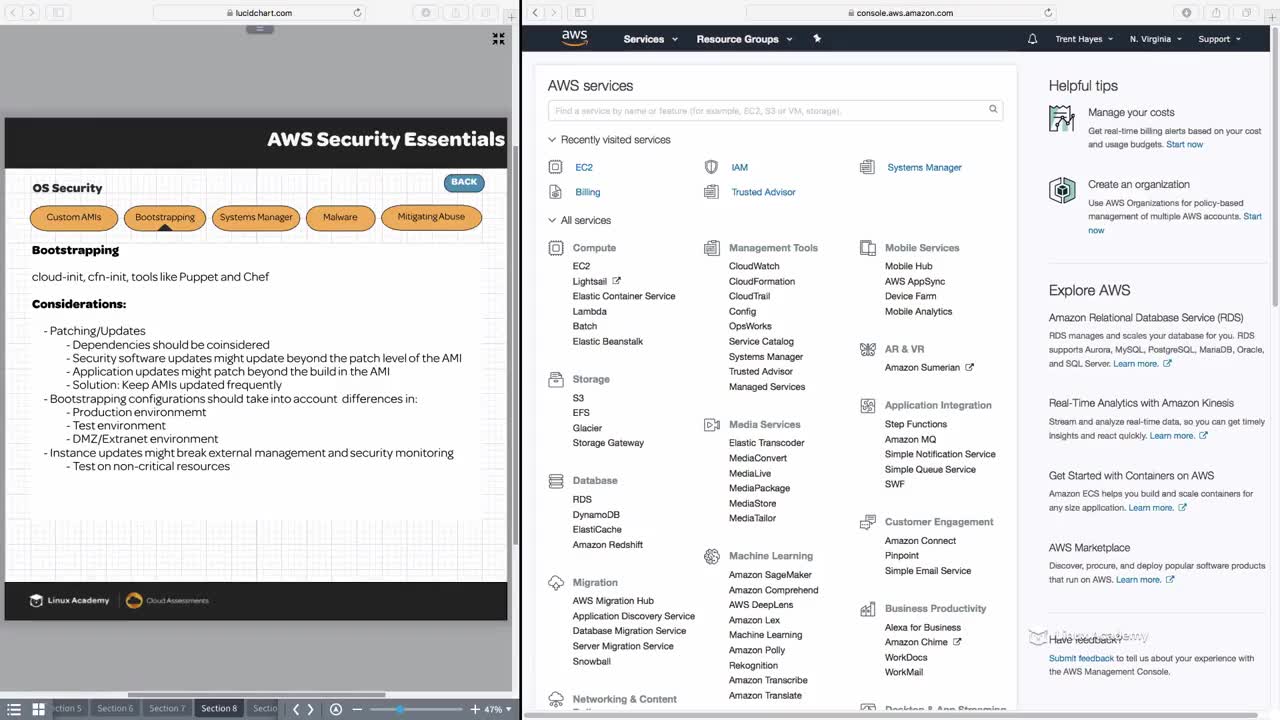 lucidchart.com
AWS Security Essentials
OS Security
BACK
Custom AMIs
Bootstrapping
Systems Manager
Malware
Mitigating Abuse
Bootstrapping
cloud-init, cfn-init, tools like Puppet and Chef
Considerations:
- Patching/Updates
- Dependencies should be coinsidered
- Security software updates might update beyond the patch level of the AMI
- Application updates might patch beyond the build in the AMI
- Solution: Keep AMIs updated frequently
- Bootstrapping configurations should take into account differences in:
- Production environmemt
- Test environment
- DMZ/Extranet environment
- Instance updates might break external management and security monitoring
- Test on non-critical resources
Linux Academy
Cloud Assessments
ction 5
Section 6
Section 7
Section 8
Sectio
47%
console.aws.amazon.com
aws
Services
Resource Groups
Trent Hayes
N. Virginia
Support
AWS services
Find a service by name or feature (for example, EC2, S3 or VM, storage).
Recently visited services
EC2
IAM
Systems Manager
Billing
Trusted Advisor
All services
Compute
EC2
Lightsail
Elastic Container Service
Lambda
Batch
Elastic Beanstalk
Storage
S3
EFS
Glacier
Storage Gateway
Database
RDS
DynamoDB
ElastiCache
Amazon Redshift
Migration
AWS Migration Hub
Application Discovery Service
Database Migration Service
Server Migration Service
Snowball
Networking & Content
Management Tools
CloudWatch
CloudFormation
CloudTrail
Config
OpsWorks
Service Catalog
Systems Manager
Trusted Advisor
Managed Services
Media Services
Elastic Transcoder
MediaConvert
MediaLive
MediaPackage
MediaStore
MediaTailor
Machine Learning
Amazon SageMaker
Amazon Comprehend
AWS DeepLens
Amazon Lex
Machine Learning
Amazon Polly
Rekognition
Amazon Transcribe
Amazon Translate
Mobile Services
Mobile Hub
AWS AppSync
Device Farm
Mobile Analytics
AR & VR
Amazon Sumerian
Application Integration
Step Functions
Amazon MQ
Simple Notification Service
Simple Queue Service
SWF
Customer Engagement
Amazon Connect
Pinpoint
Simple Email Service
Business Productivity
Alexa for Business
Amazon Chime
WorkDocs
WorkMail
Desktop & App Streaming
Helpful tips
Manage your costs
Get real-time billing alerts based on your cost
and usage budgets. Start now
Create an organization
Use AWS Organizations for policy-based
management of multiple AWS accounts. Start
now
Explore AWS
Amazon Relational Database Service (RDS)
RDS manages and scales your database for you. RDS
supports Aurora, MySQL, PostgreSQL, MariaDB, Oracle,
and SQL Server. Learn more.
Real-Time Analytics with Amazon Kinesis
Stream and analyze real-time data, so you can get timely
insights and react quickly. Learn more.
Get Started with Containers on AWS
Amazon ECS helps you build and scale containers for
any size application. Learn more.
AWS Marketplace
Discover, procure, and deploy popular software products
that run on AWS. Learn more.
Linux Academy
Have feedback?
Submit feedback to tell us about your experience with
the AWS Management Console.